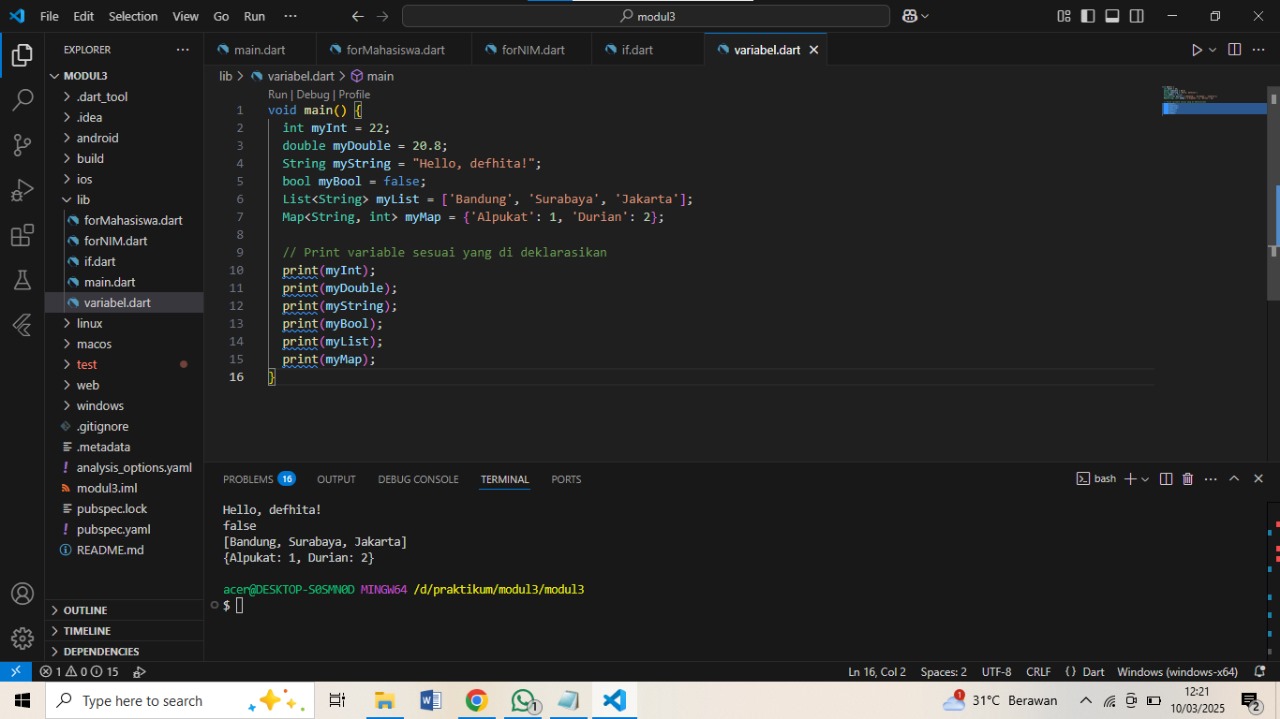 File Edit Selection View Go Run ··· modul3
EXPLORER ···
main.dart forMahasiswa.dart forNIM.dart if.dart variabel.dart
MODUL3
.dart_tool
.idea
android
build
ios
lib
forMahasiswa.dart
forNIM.dart
if.dart
main.dart
variabel.dart
linux
macos
test
web
windows
.gitignore
.metadata
analysis_options.yaml
modul3.iml
pubspec.lock
pubspec.yaml
README.md
OUTLINE
TIMELINE
DEPENDENCIES
lib > variabel.dart > main
Run | Debug | Profile
1 void main() {
2 int myInt = 22;
3 double myDouble = 20.8;
4 String myString = "Hello, defhita!";
5 bool myBool = false;
6 List<String> myList = ['Bandung', 'Surabaya', 'Jakarta'];
7 Map<String, int> myMap = {'Alpukat': 1, 'Durian': 2};
8
9 // Print variable sesuai yang di deklarasikan
10 print(myInt);
11 print(myDouble);
12 print(myString);
13 print(myBool);
14 print(myList);
15 print(myMap);
16 }
PROBLEMS 16 OUTPUT DEBUG CONSOLE TERMINAL PORTS bash
Hello, defhita!
false
[Bandung, Surabaya, Jakarta]
{Alpukat: 1, Durian: 2}
acer@DESKTOP-S0SMN0D MINGW64 /d/praktikum/modul3/modul3
$
1 0 15 Ln 16, Col 2 Spaces: 2 UTF-8 CRLF {} Dart Windows (windows-x64)
Type here to search 1 1 31°C Berawan 12:21
10/03/2025 2